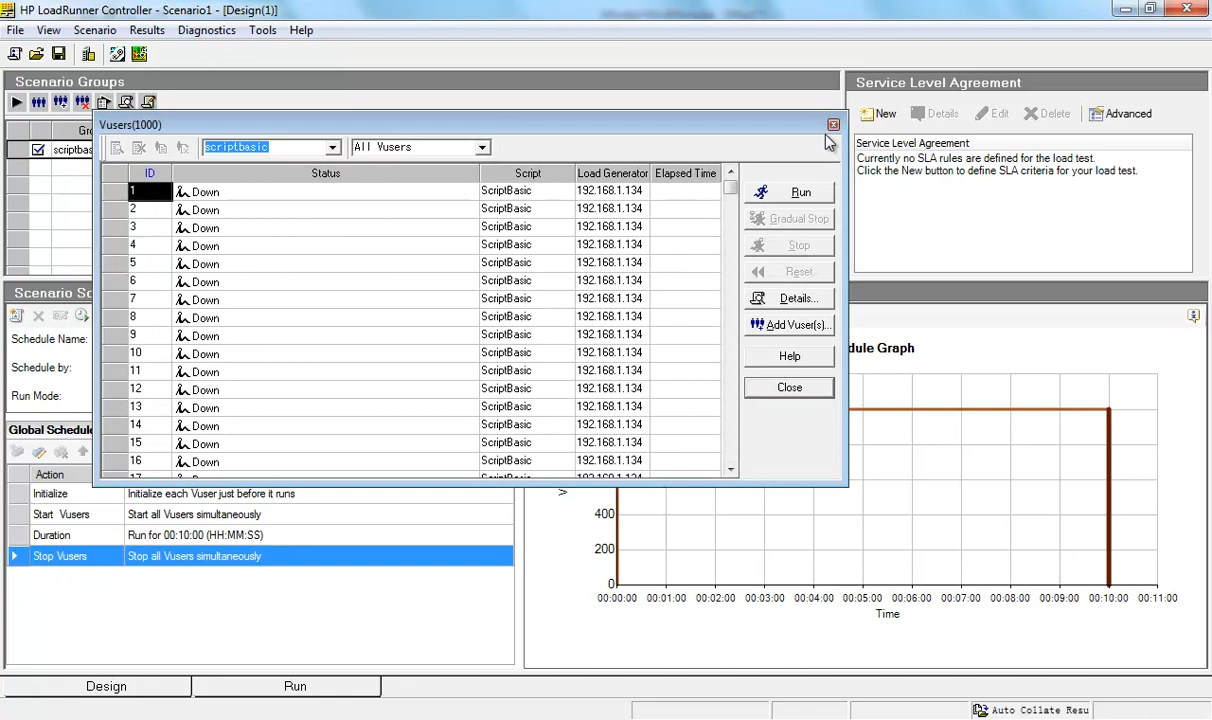 HP LoadRunner Controller - Scenario1 - [Design(1)]
File View Scenario Results Diagnostics Tools Help
Scenario Groups
Service Level Agreement
New Details Edit Delete Advanced
Service Level Agreement
Currently no SLA rules are defined for the load test.
Click the New button to define SLA criteria for your load test.
scriptbas
Vusers(1000)
scriptbasic All Vusers
ID Status Script Load Generator Elapsed Time
1 Down ScriptBasic 192.168.1.134
2 Down ScriptBasic 192.168.1.134
3 Down ScriptBasic 192.168.1.134
4 Down ScriptBasic 192.168.1.134
5 Down ScriptBasic 192.168.1.134
6 Down ScriptBasic 192.168.1.134
7 Down ScriptBasic 192.168.1.134
8 Down ScriptBasic 192.168.1.134
9 Down ScriptBasic 192.168.1.134
10 Down ScriptBasic 192.168.1.134
11 Down ScriptBasic 192.168.1.134
12 Down ScriptBasic 192.168.1.134
13 Down ScriptBasic 192.168.1.134
14 Down ScriptBasic 192.168.1.134
15 Down ScriptBasic 192.168.1.134
16 Down ScriptBasic 192.168.1.134
Run
Gradual Stop
Stop
Reset
Details...
Add Vuser(s)...
Help
Close
Scenario Sc
Schedule Name:
Schedule by:
Run Mode:
Global Schedule
Action
Initialize Initialize each Vuser just before it runs
Start Vusers Start all Vusers simultaneously
Duration Run for 00:10:00 (HH:MM:SS)
Stop Vusers Stop all Vusers simultaneously
dule Graph
400
200
0
00:00:00 00:01:00 00:02:00 00:03:00 00:04:00 00:05:00 00:06:00 00:07:00 00:08:00 00:09:00 00:10:00 00:11:00
Time
Design Run
Auto Collate Resu